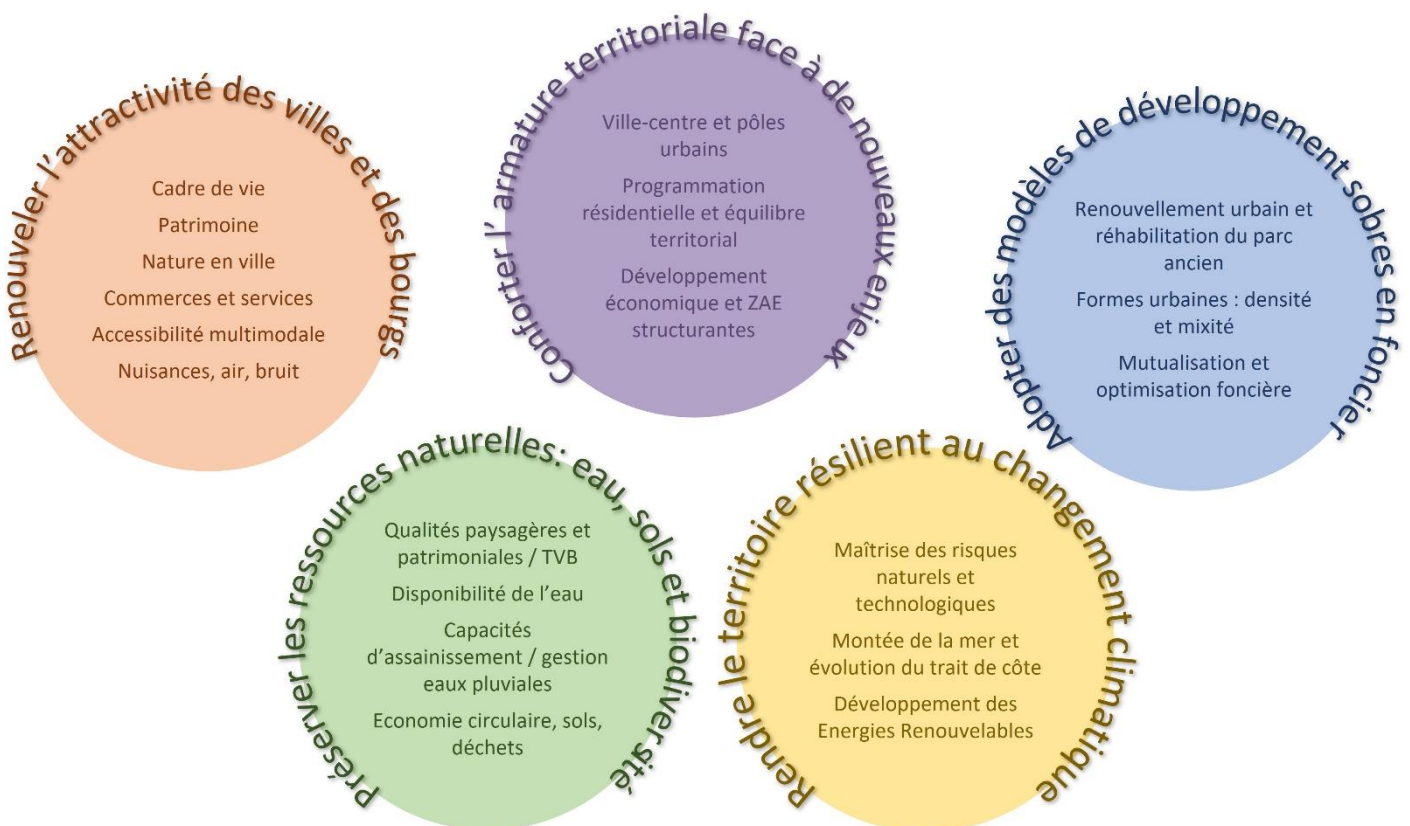 Renouveler l'attractivité des villes et des bourgs
Cadre de vie
Patrimoine
Nature en ville
Commerces et services
Accessibilité multimodale
Nuisances, air, bruit
Conforter l' armature territoriale face à de nouveaux enjeux
Ville-centre et pôles
urbains
Programmation
résidentielle et équilibre
territorial
Développement
économique et ZAE
structurantes
Adopter des modèles de développement sobres en foncier
Renouvellement urbain et
réhabilitation du parc
ancien
Formes urbaines : densité
et mixité
Mutualisation et
optimisation foncière
Préserver les ressources naturelles: eau, sols et biodiversité
Qualités paysagères et
patrimoniales / TVB
Disponibilité de l'eau
Capacités
d'assainissement / gestion
eaux pluviales
Economie circulaire, sols,
déchets
Rendre le territoire résilient au changement climatique
Maîtrise des risques
naturels et
technologiques
Montée de la mer et
évolution du trait de côte
Développement des
Energies Renouvelables